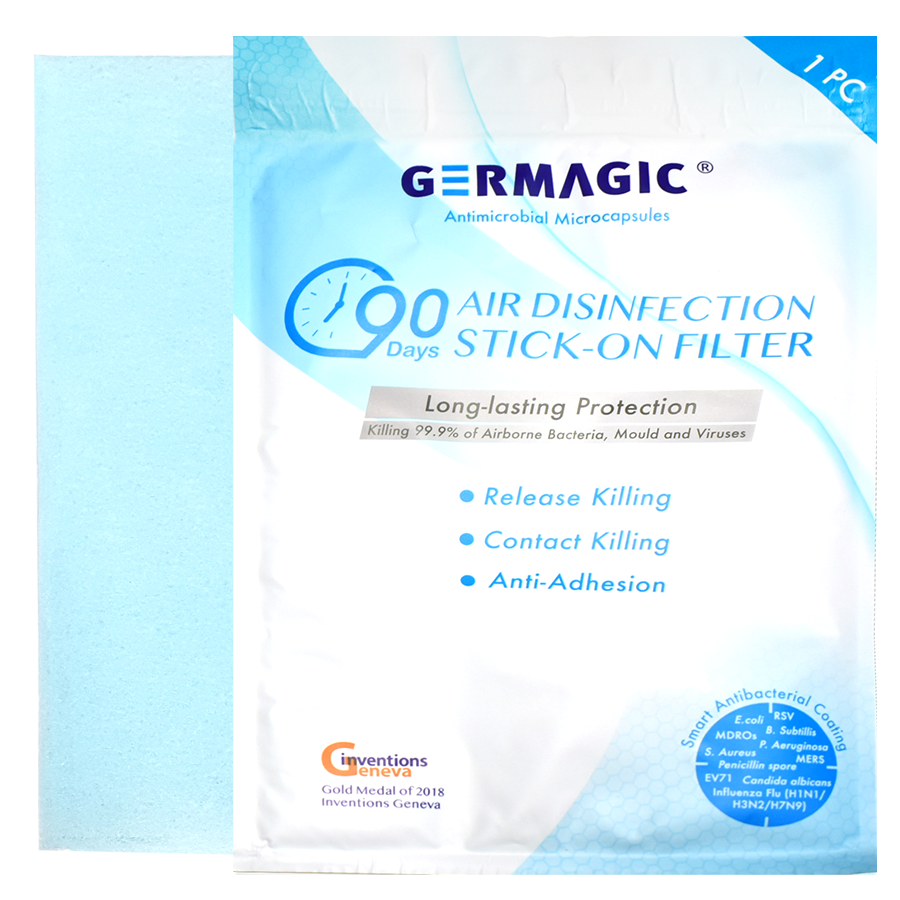 1 PC
GERMAGIC ®
Antimicrobial Microcapsules
90
Days
AIR DISINFECTION
STICK-ON FILTER
Long-lasting Protection
Killing 99.9% of Airborne Bacteria, Mould and Viruses
• Release Killing
• Contact Killing
• Anti-Adhesion
Smart Antibacterial Coating
E.coli RSV
MDROs B. Subtillis
S. Aureus P. Aeruginosa
Penicillin spore MERS
EV71 Candida albicans
Influenza Flu (H1N1/
H3N2/H7N9)
inventions
Geneva
Gold Medal of 2018
Inventions Geneva